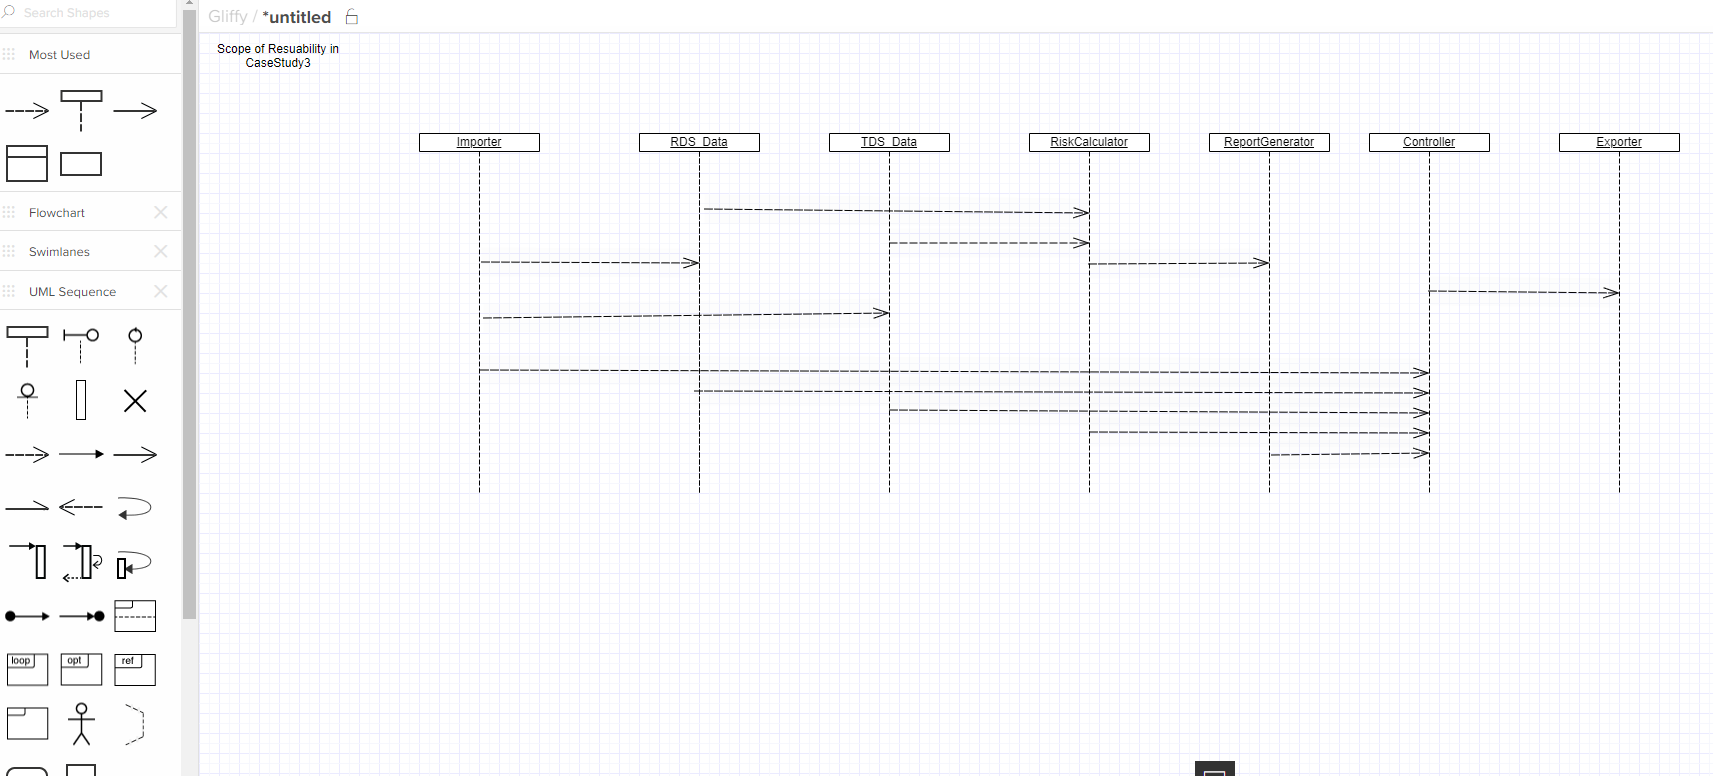 Search Shapes
Gliffy / *untitled
Most Used
Scope of Resuability in
CaseStudy3
Importer
RDS_Data
TDS_Data
RiskCalculator
ReportGenerator
Controller
Exporter
Flowchart
Swimlanes
UML Sequence
loop
opt
ref